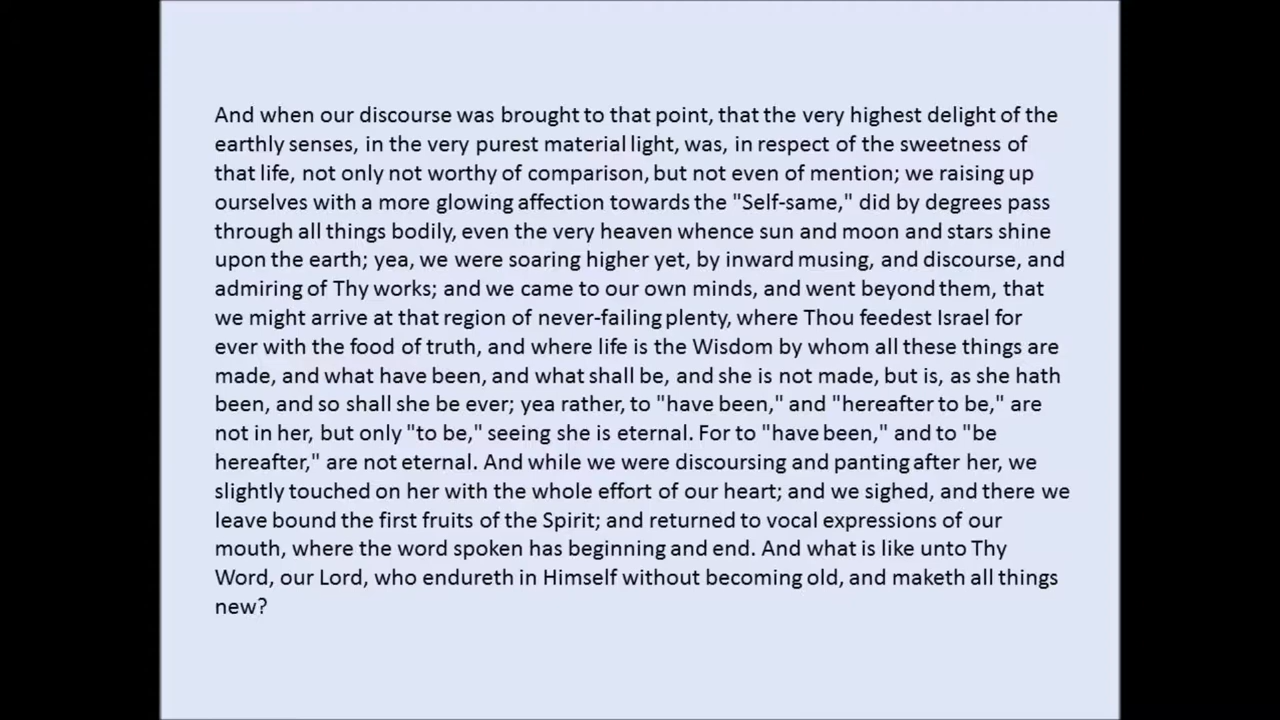 And when our discourse was brought to that point, that the very highest delight of the
earthly senses, in the very purest material light, was, in respect of the sweetness of
that life, not only not worthy of comparison, but not even of mention; we raising up
ourselves with a more glowing affection towards the "Self-same," did by degrees pass
through all things bodily, even the very heaven whence sun and moon and stars shine
upon the earth; yea, we were soaring higher yet, by inward musing, and discourse, and
admiring of Thy works; and we came to our own minds, and went beyond them, that
we might arrive at that region of never-failing plenty, where Thou feedest Israel for
ever with the food of truth, and where life is the Wisdom by whom all these things are
made, and what have been, and what shall be, and she is not made, but is, as she hath
been, and so shall she be ever; yea rather, to "have been," and "hereafter to be," are
not in her, but only "to be," seeing she is eternal. For to "have been," and to "be
hereafter," are not eternal. And while we were discoursing and panting after her, we
slightly touched on her with the whole effort of our heart; and we sighed, and there we
leave bound the first fruits of the Spirit; and returned to vocal expressions of our
mouth, where the word spoken has beginning and end. And what is like unto Thy
Word, our Lord, who endureth in Himself without becoming old, and maketh all things
new?